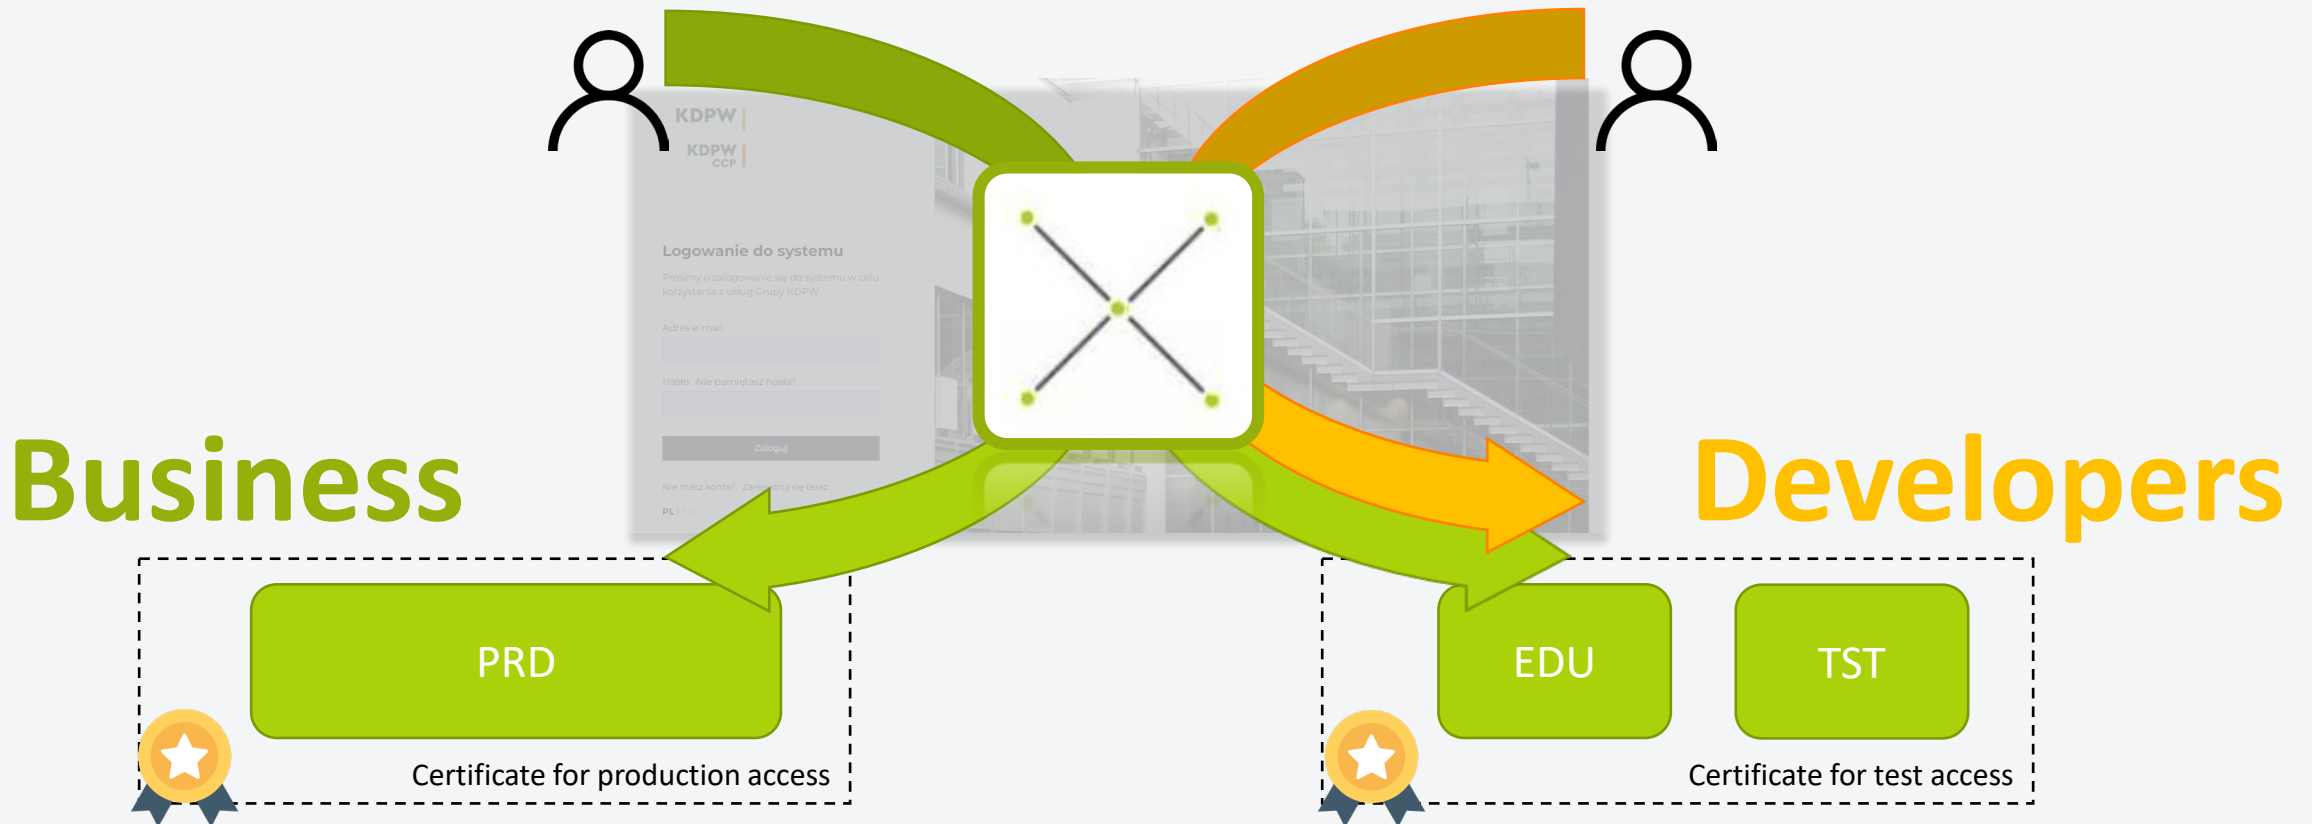 KDPW
KDPW
CCP
Logowanie do systemu
Prosimy o zalogowanie się do systemu w celu
korzystania z usług Grupy KDPW
Adres e-mail
Hasło Nie pamiętasz hasła?
Zaloguj
Nie masz konta? Zarejestruj się teraz
PL | EN
Business
Developers
PRD
EDU
TST
Certificate for production access
Certificate for test access